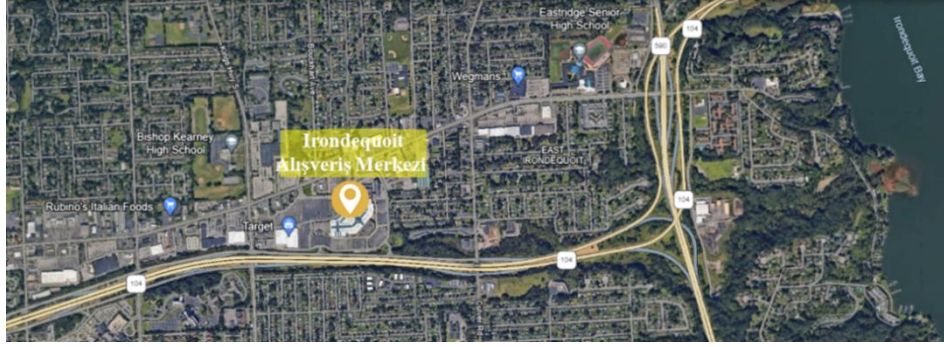 Eastridge Senior
High School
104
590
Irondequoit Bay
Wegmans
Bishop Kearney
High School
Irondequoit
Alışveriş Merkezi
EAST
IRONDEQUOIT
Rubino's Italian Foods
Target
104
104
104